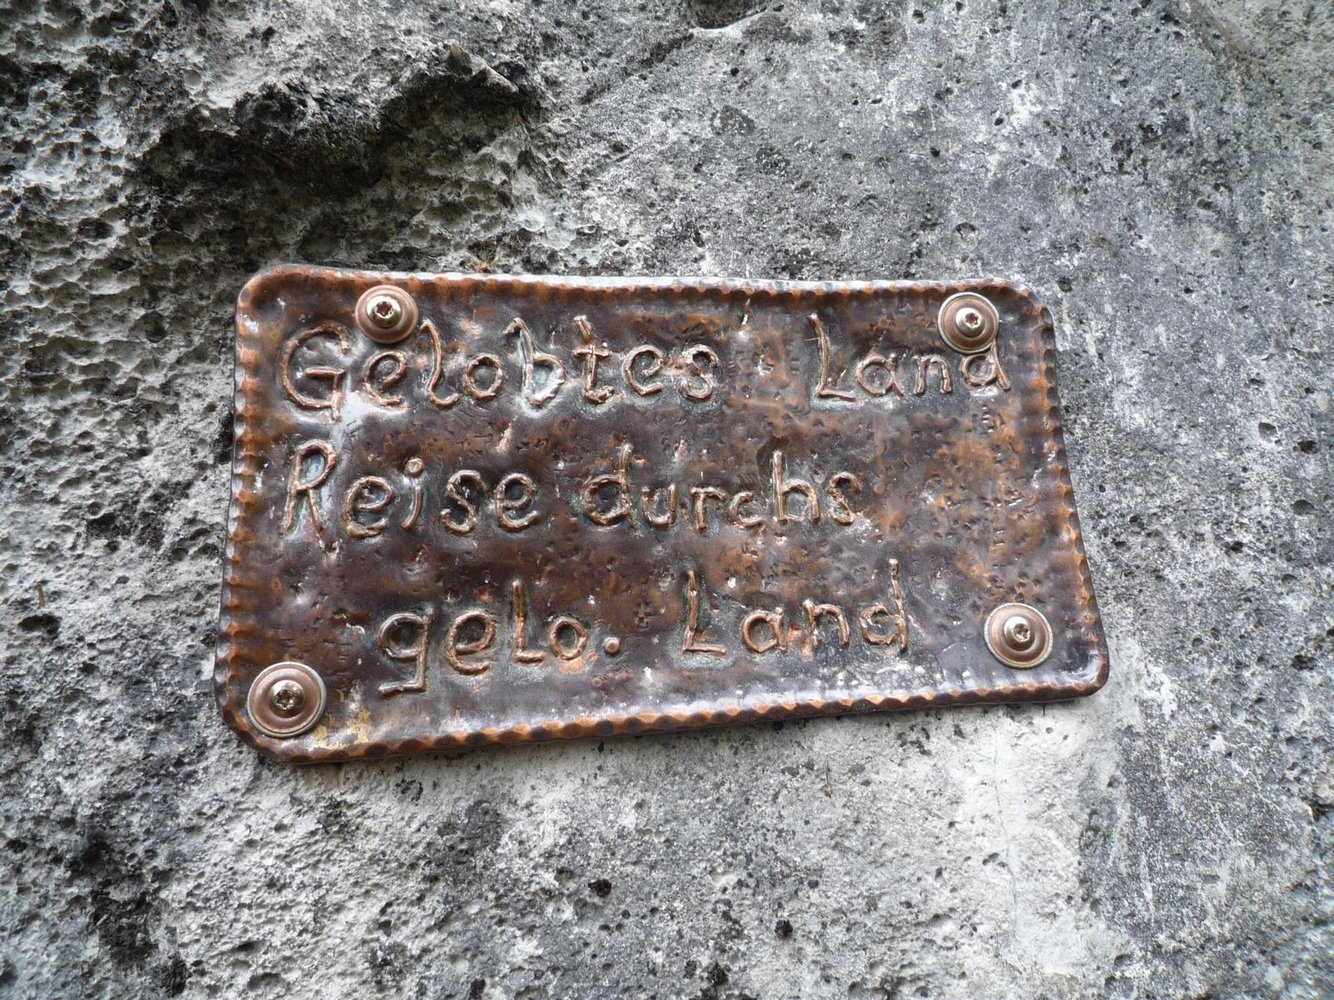 Gelobtes Land
Reise durchs
gelo. Land